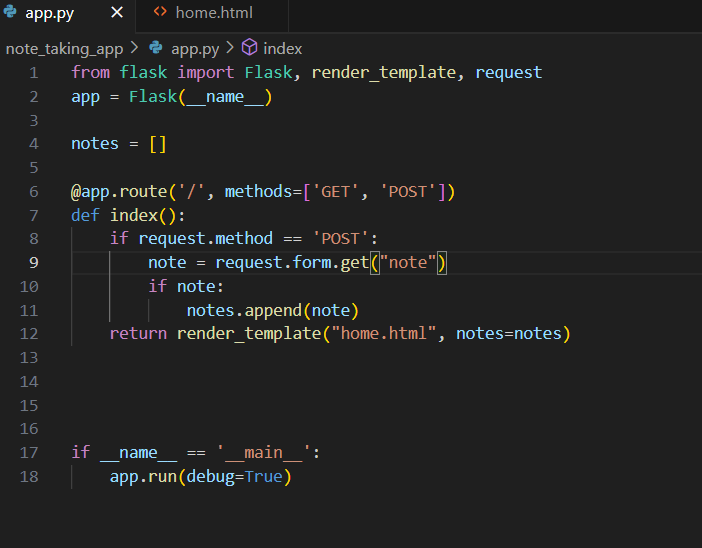 app.py × <> home.html
note_taking_app > app.py > index
1 from flask import Flask, render_template, request
2 app = Flask(__name__)
3
4 notes = []
5
6 @app.route('/', methods=['GET', 'POST'])
7 def index():
8     if request.method == 'POST':
9         note = request.form.get("note")
10         if note:
11             notes.append(note)
12     return render_template("home.html", notes=notes)
13
14
15
16
17 if __name__ == '__main__':
18     app.run(debug=True)